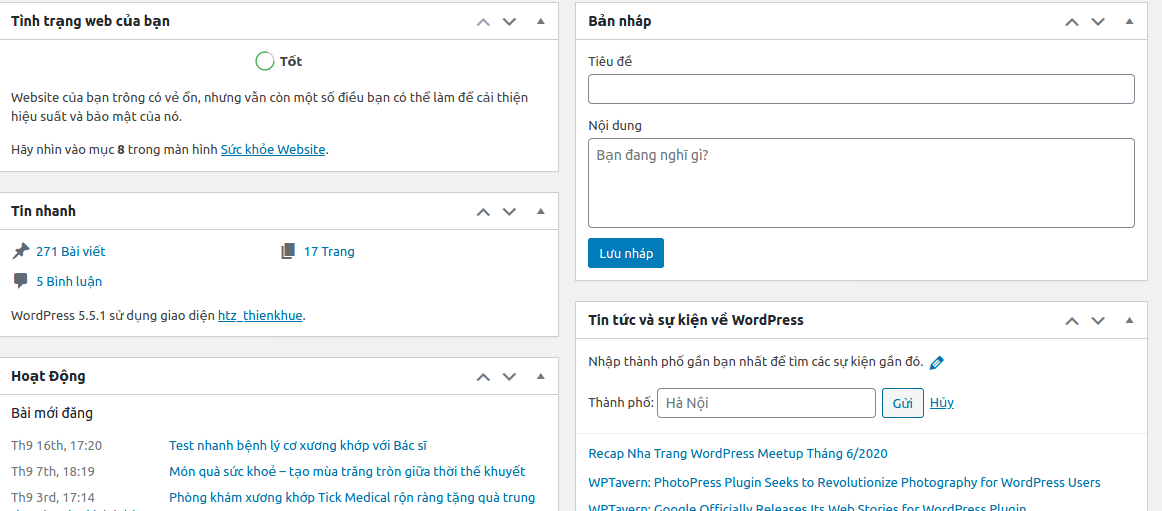 Tình trạng web của bạn
Tốt
Website của bạn trông có vẻ ổn, nhưng vẫn còn một số điều bạn có thể làm để cải thiện
hiệu suất và bảo mật của nó.
Hãy nhìn vào mục 8 trong màn hình Sức khỏe Website.
Tin nhanh
271 Bài viết
17 Trang
5 Bình luận
WordPress 5.5.1 sử dụng giao diện htz_thienkhue.
Hoạt Động
Bài mới đăng
Th9 16th, 17:20 Test nhanh bệnh lý cơ xương khớp với Bác sĩ
Th9 7th, 18:19 Món quà sức khoẻ – tạo mùa trăng tròn giữa thời thế khuyết
Th9 3rd, 17:14 Phòng khám xương khớp Tick Medical rộn ràng tặng quà trung
Bản nháp
Tiêu đề
Nội dung
Bạn đang nghĩ gì?
Lưu nháp
Tin tức và sự kiện về WordPress
Nhập thành phố gần bạn nhất để tìm các sự kiện gần đó.
Thành phố: Hà Nội Gửi Hủy
Recap Nha Trang WordPress Meetup Tháng 6/2020
WPTavern: PhotoPress Plugin Seeks to Revolutionize Photography for WordPress Users
WPTavern: Google Officially Releases Its Web Stories for WordPress Plugin